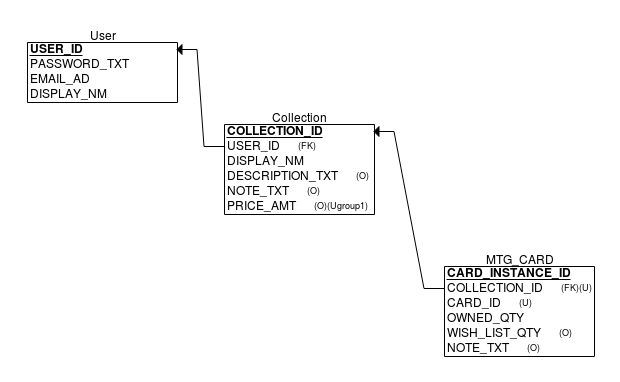 User
USER_ID
PASSWORD_TXT
EMAIL_AD
DISPLAY_NM
Collection
COLLECTION_ID
USER_ID (FK)
DISPLAY_NM
DESCRIPTION_TXT (O)
NOTE_TXT (O)
PRICE_AMT (O)(Ugroup1)
MTG_CARD
CARD_INSTANCE_ID
COLLECTION_ID (FK)(U)
CARD_ID (U)
OWNED_QTY
WISH_LIST_QTY (O)
NOTE_TXT (O)